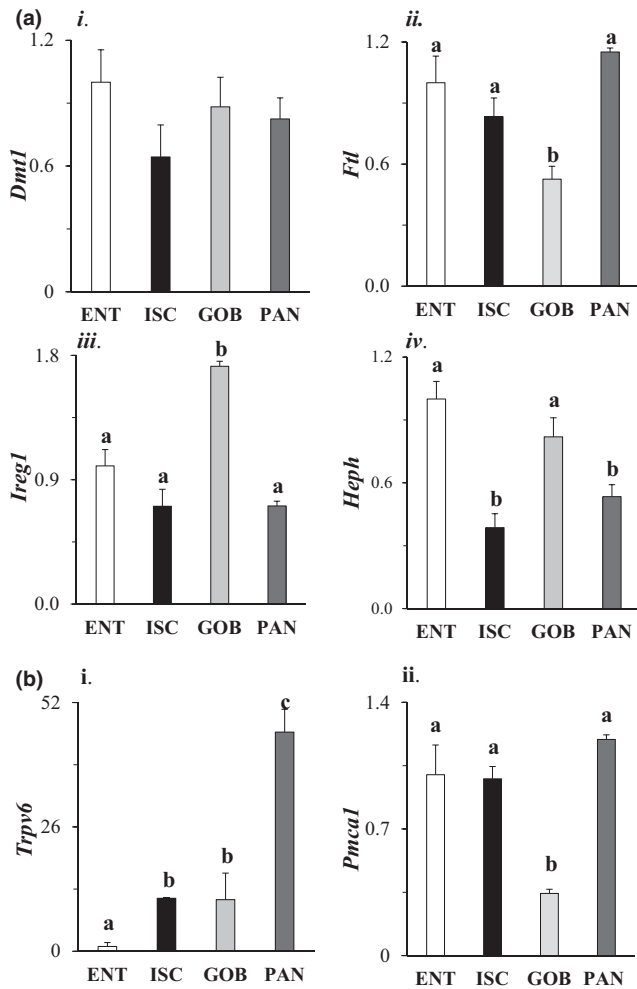 (a) i.
1.2
0.6
0
Dmt1
ENT ISC GOB PAN
ii.
1.2
0.6
0.0
Ftl
a a b a
ENT ISC GOB PAN
iii.
1.8
0.9
0.0
Ireg1
a a b a
ENT ISC GOB PAN
iv.
1.2
0.6
0.0
Heph
a b a b
ENT ISC GOB PAN
(b) i.
52
26
0
Trpv6
a b b c
ENT ISC GOB PAN
ii.
1.4
0.7
0
Pmca1
a a b a
ENT ISC GOB PAN